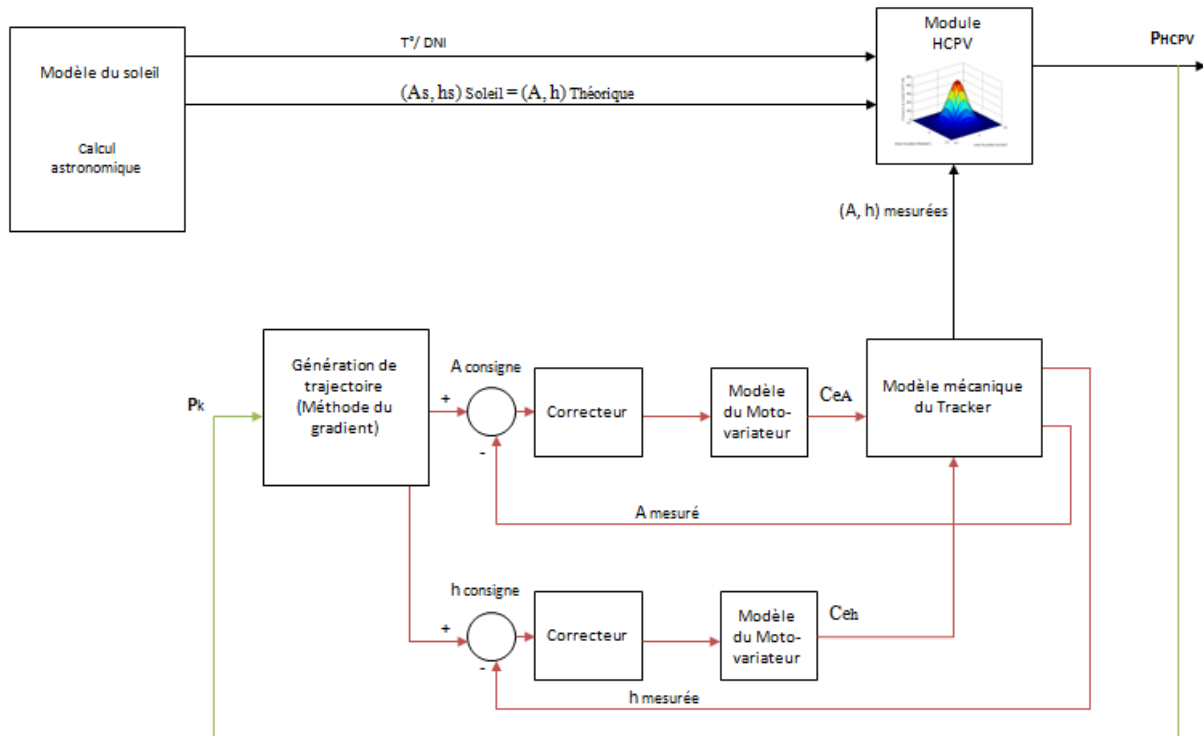 Modèle du soleil
Calcul
astronomique
T°/ DNI
(As, hs) Soleil = (A, h) Théorique
Module
HCPV
PHCPV
(A, h) mesurées
Pk
Génération de
trajectoire
(Méthode du
gradient)
A consigne
+
-
Correcteur
Modèle
du Moto-
variateur
CeA
Modèle mécanique
du Tracker
A mesuré
h consigne
+
-
Correcteur
Modèle
du Moto-
variateur
Ceh
h mesurée